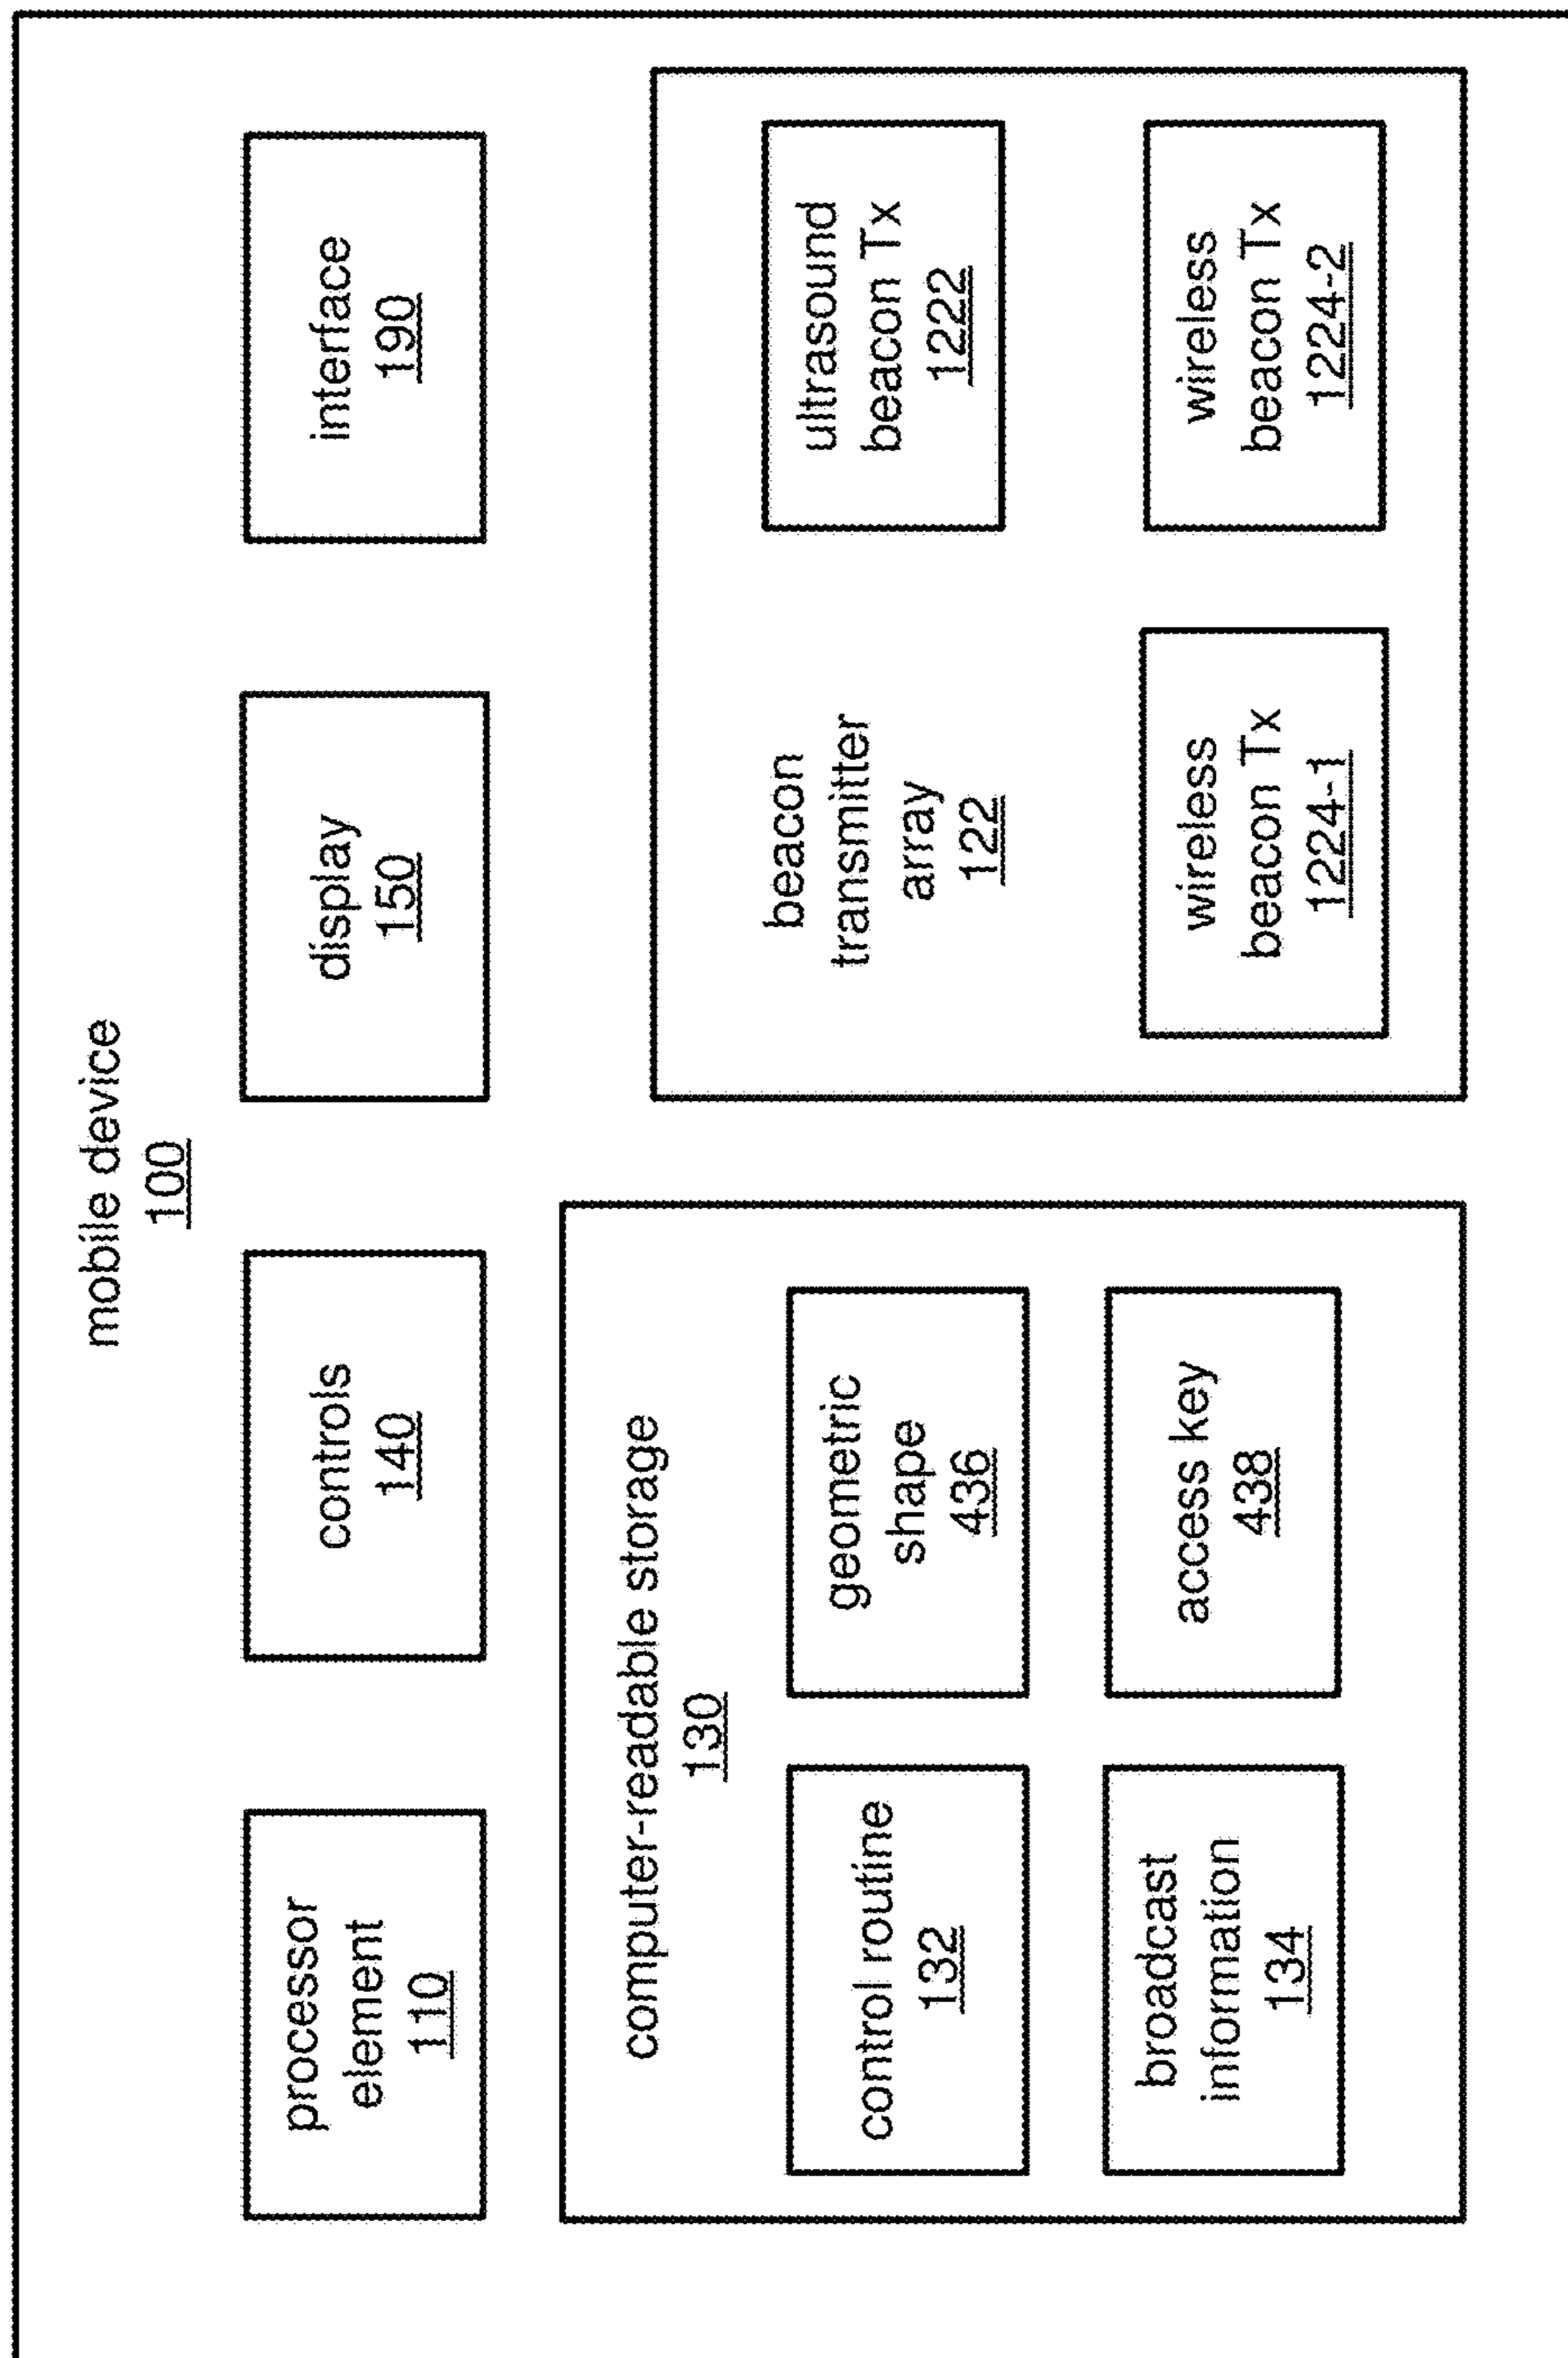 mobile device
100
processor
element
110
controls
140
display
150
interface
190
computer-readable storage
130
control routine
132
geometric
shape
436
broadcast
information
134
access key
438
beacon
transmitter
array
122
ultrasound
beacon Tx
1222
wireless
beacon Tx
1224-1
wireless
beacon Tx
1224-2